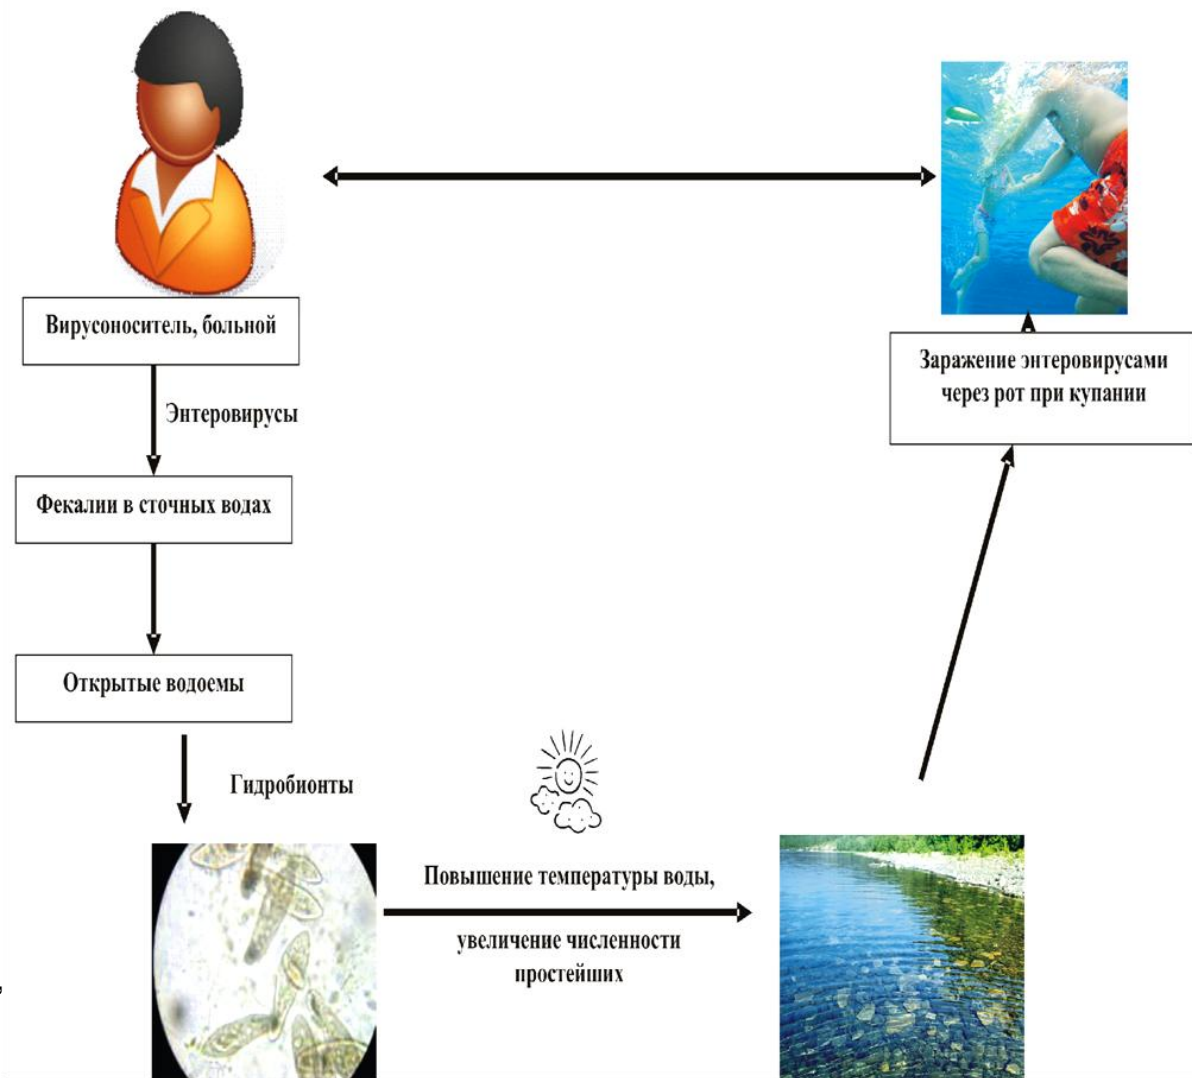 Вирусоноситель, больной
Энтеровирусы
Фекалии в сточных водах
Открытые водоемы
Гидробионты
Повышение температуры воды,
увеличение численности
простейших
Заражение энтеровирусами
через рот при купании